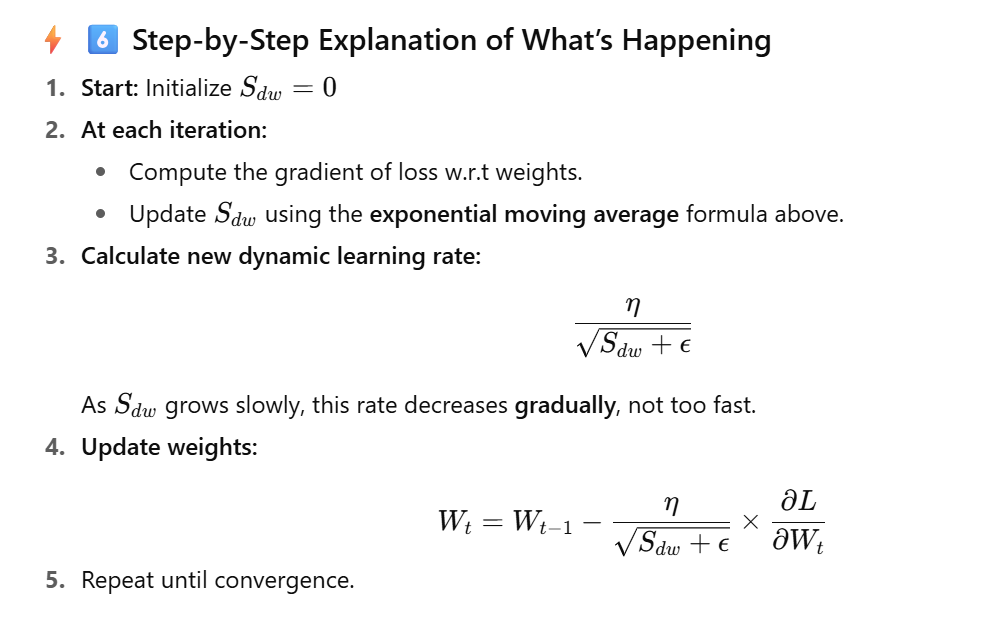 ⚡ 6️⃣ Step-by-Step Explanation of What’s Happening
1. Start: Initialize $S_{dw} = 0$
2. At each iteration:
• Compute the gradient of loss w.r.t weights.
• Update $S_{dw}$ using the exponential moving average formula above.
3. Calculate new dynamic learning rate:
$\frac{\eta}{\sqrt{S_{dw} + \epsilon}}$
As $S_{dw}$ grows slowly, this rate decreases gradually, not too fast.
4. Update weights:
$W_t = W_{t-1} - \frac{\eta}{\sqrt{S_{dw} + \epsilon}} \times \frac{\partial L}{\partial W_t}$
5. Repeat until convergence.